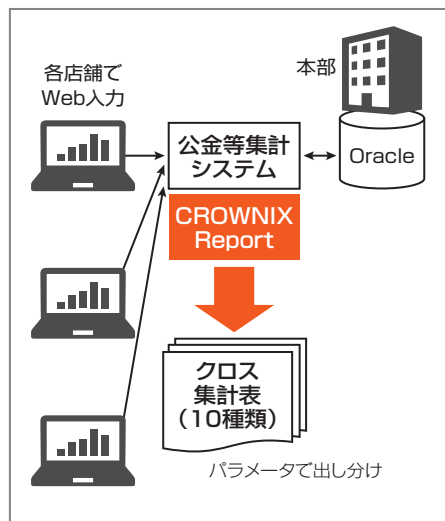 各店舗で
Web入力
本部
公金等集計
システム
Oracle
CROWNIX
Report
クロス
集計表
(10種類)
パラメータで出し分け